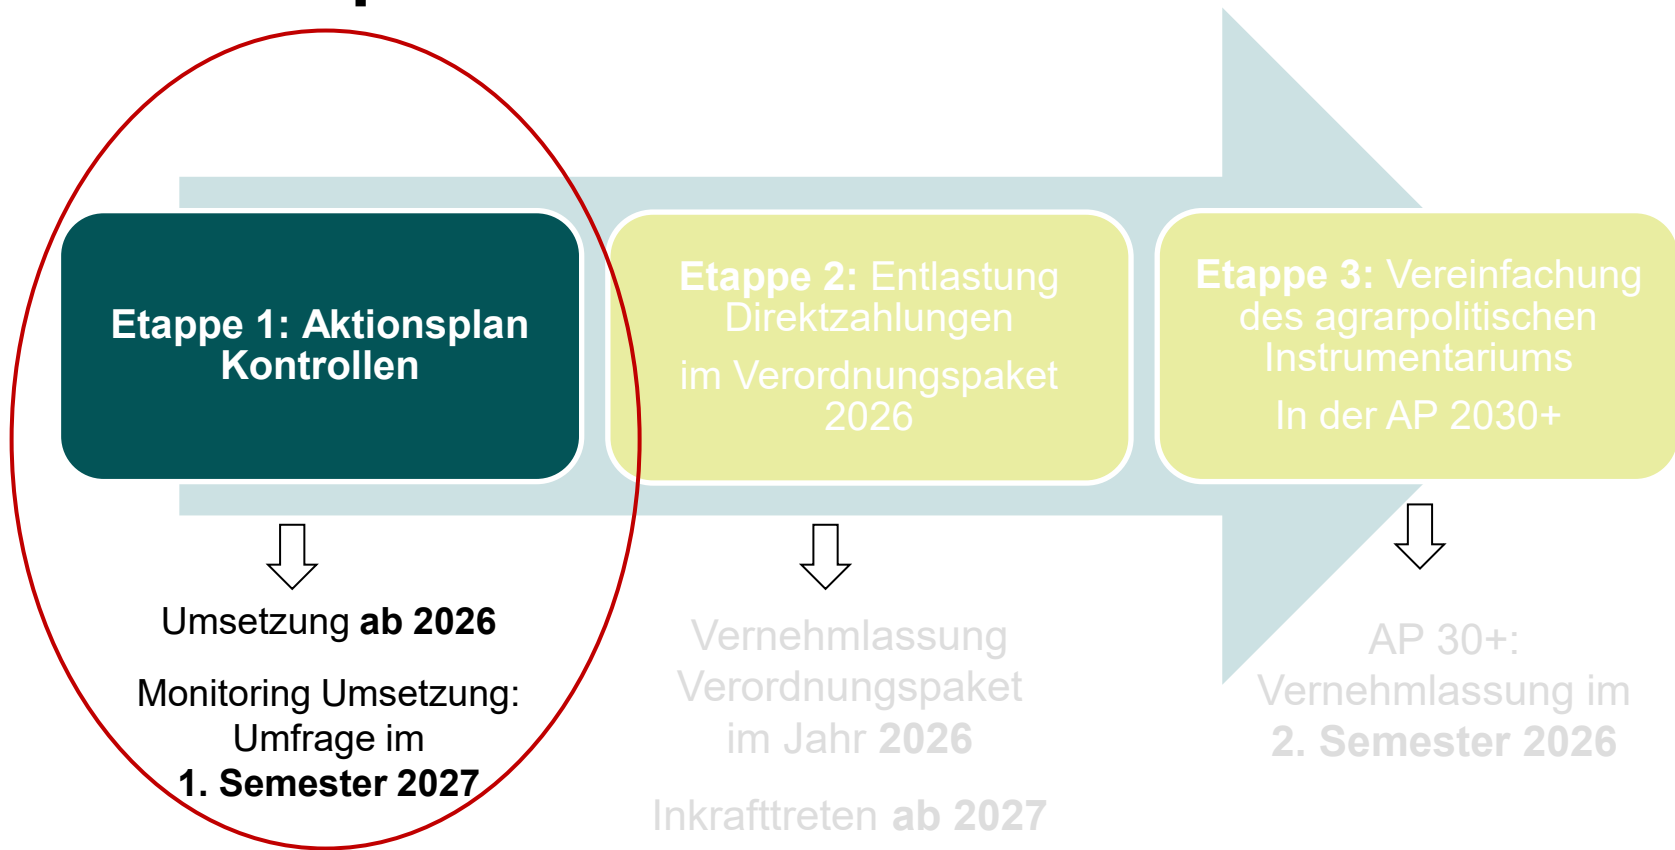 Etappe 1: Aktionsplan
Kontrollen
Etappe 2: Entlastung
Direktzahlungen
im Verordnungspaket
2026
Etappe 3: Vereinfachung
des agrarpolitischen
Instrumentariums
In der AP 2030+
Umsetzung ab 2026
Monitoring Umsetzung:
Umfrage im
1. Semester 2027
Vernehmlassung
Verordnungspaket
im Jahr 2026
Inkrafttreten ab 2027
AP 30+:
Vernehmlassung im
2. Semester 2026